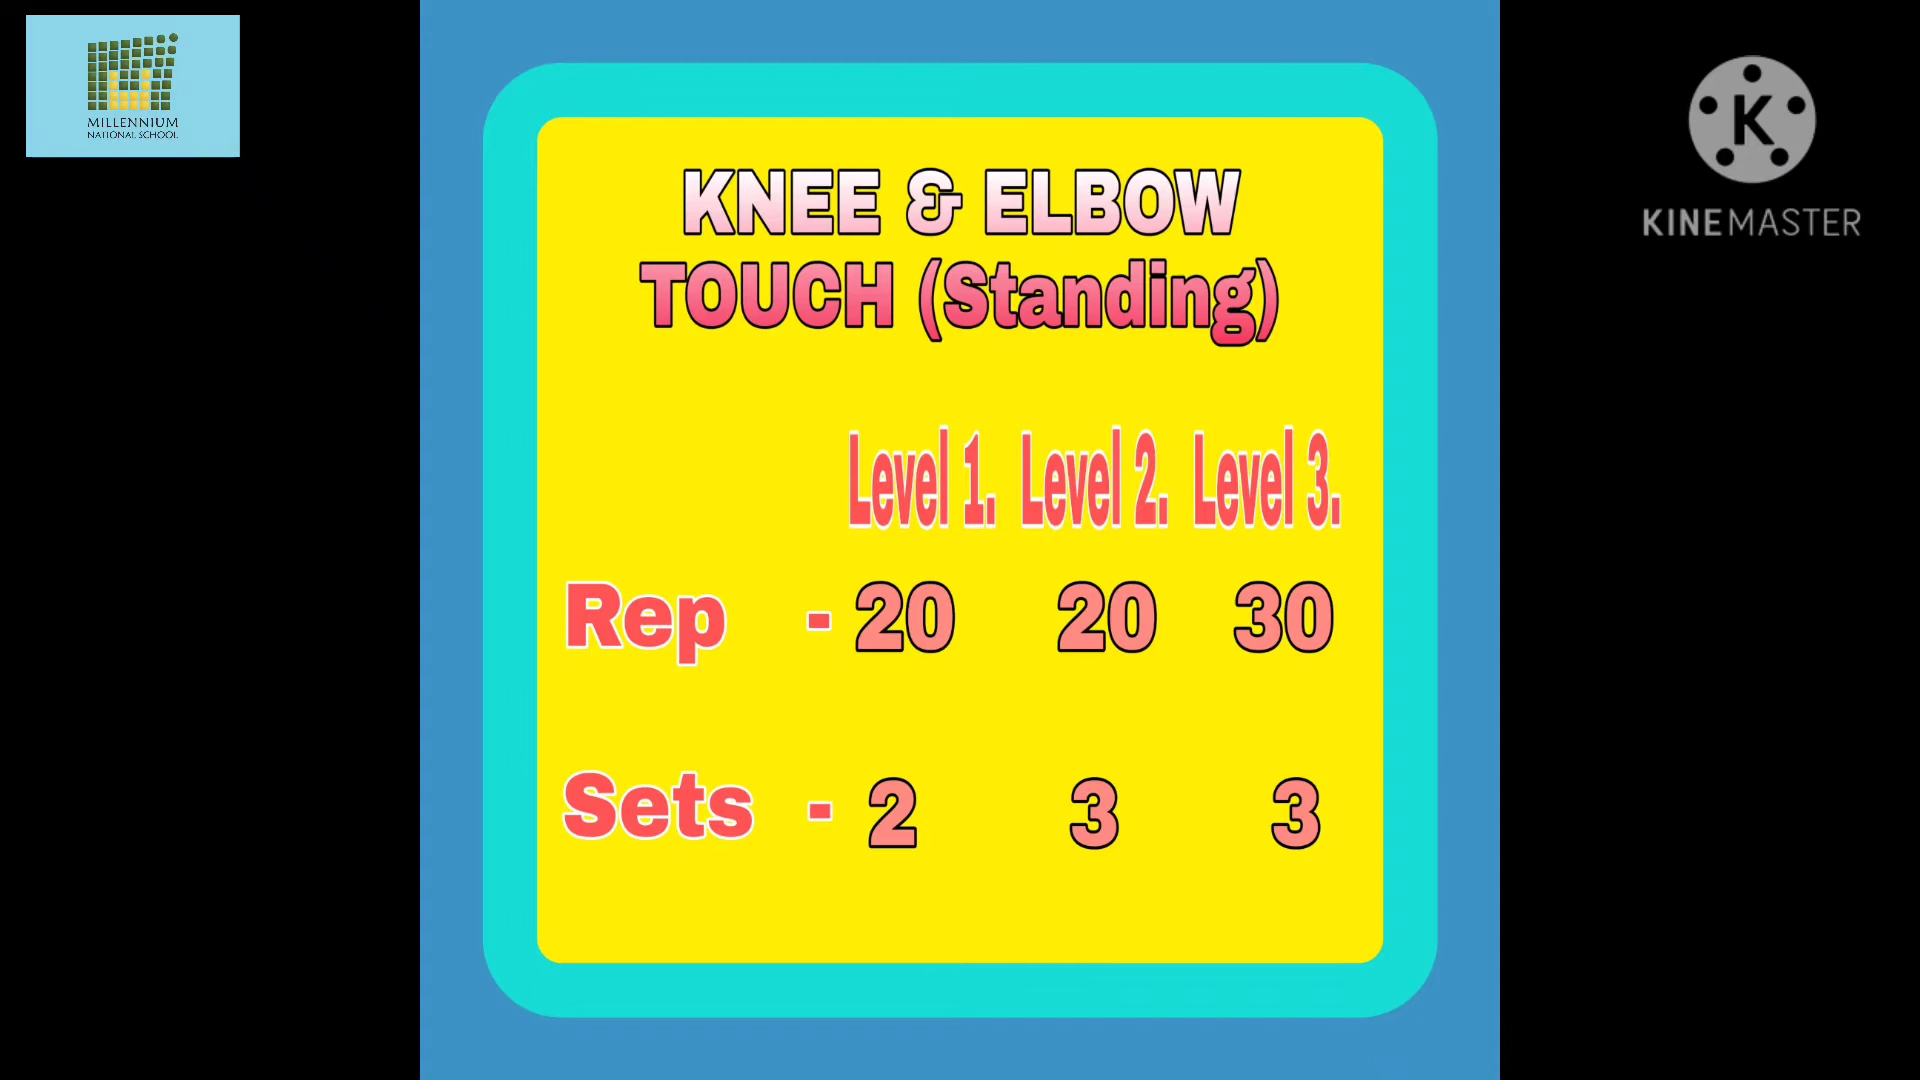 MILLENNIUM
NATIONAL SCHOOL
K
KINEMASTER
KNEE & ELBOW
TOUCH (Standing)
Level 1. Level 2. Level 3.
Rep - 20 20 30
Sets - 2 3 3